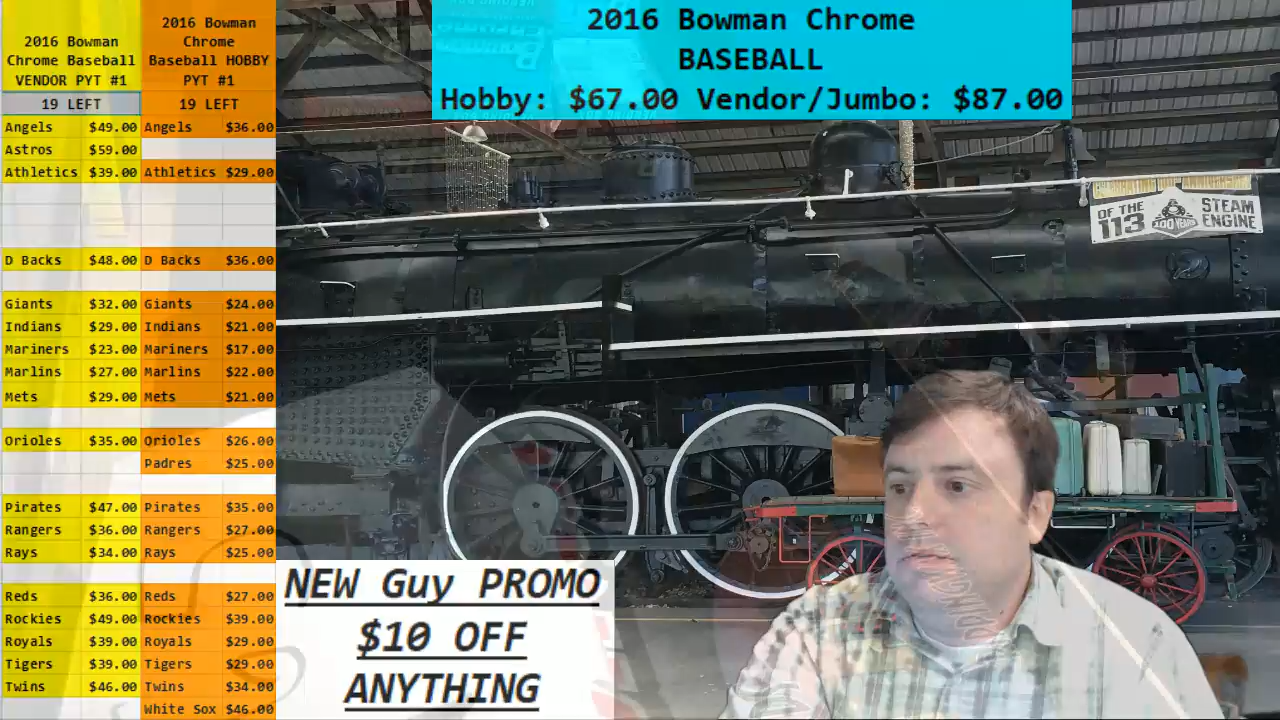 2016 Bowman
Chrome Baseball
VENDOR PYT #1
2016 Bowman
Chrome
Baseball HOBBY
PYT #1
19 LEFT 19 LEFT
Angels $49.00 Angels $36.00
Astros $59.00
Athletics $39.00 Athletics $29.00
D Backs $48.00 D Backs $36.00
Giants $32.00 Giants $24.00
Indians $29.00 Indians $21.00
Mariners $23.00 Mariners $17.00
Marlins $27.00 Marlins $22.00
Mets $29.00 Mets $21.00
Orioles $35.00 Orioles $26.00
Padres $25.00
Pirates $47.00 Pirates $35.00
Rangers $36.00 Rangers $27.00
Rays $34.00 Rays $25.00
Reds $36.00 Reds $27.00
Rockies $49.00 Rockies $39.00
Royals $39.00 Royals $29.00
Tigers $39.00 Tigers $29.00
Twins $46.00 Twins $34.00
White Sox $46.00
2016 Bowman Chrome
BASEBALL
Hobby: $67.00 Vendor/Jumbo: $87.00
OF THE
113
100 YEARS
STEAM
ENGINE
NEW Guy PROMO
$10 OFF
ANYTHING